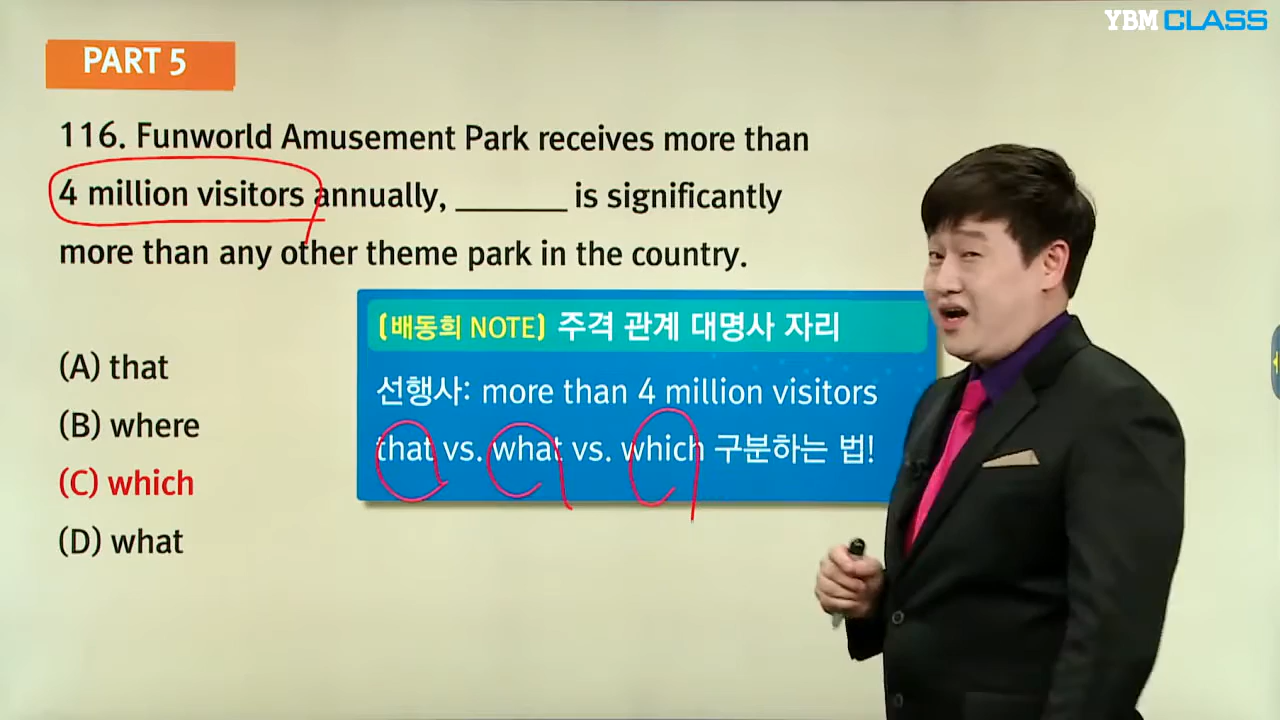 YBM CLASS
PART 5
116. Funworld Amusement Park receives more than
4 million visitors annually, _______ is significantly
more than any other theme park in the country.
[배동희 NOTE] 주격 관계 대명사 자리
선행사: more than 4 million visitors
that vs. what vs. which 구분하는 법!
(A) that
(B) where
(C) which
(D) what